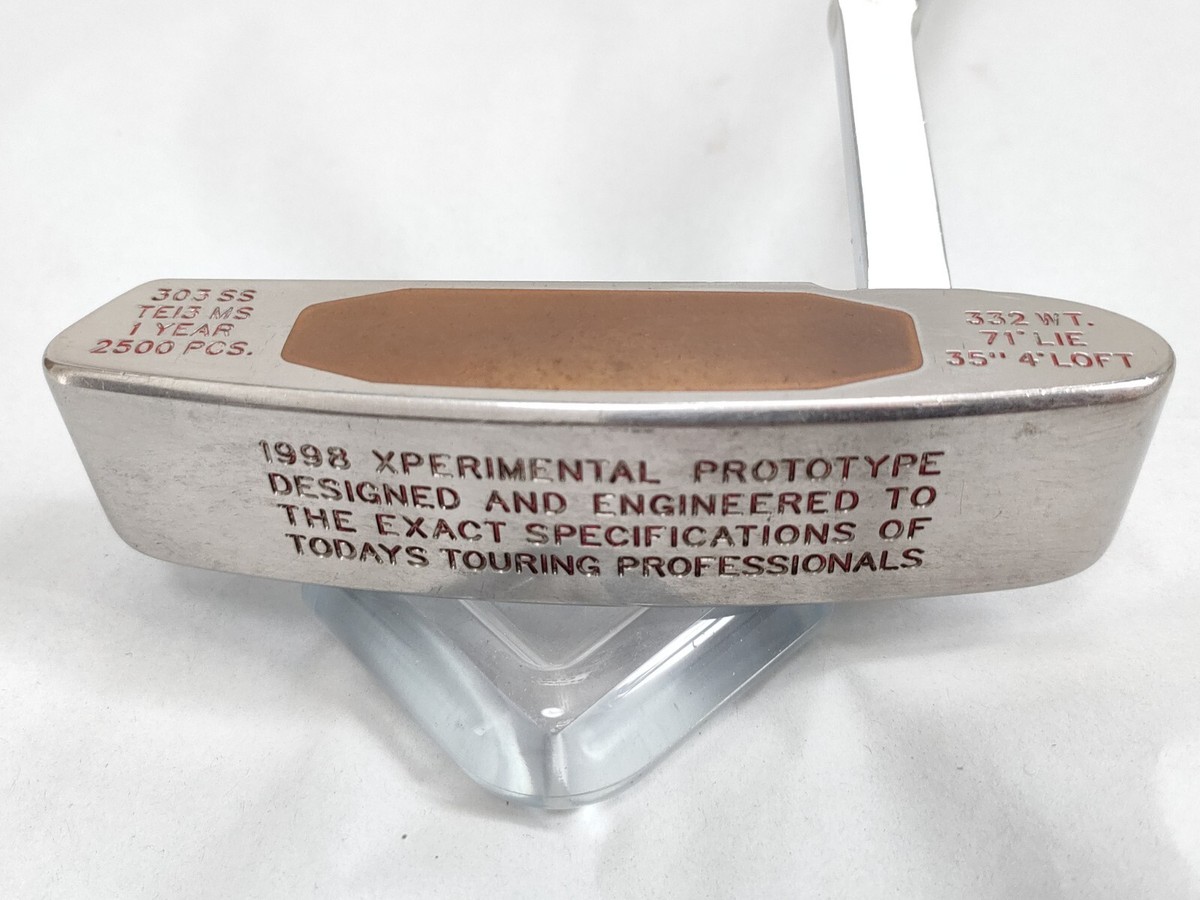 303 SS
TEI3 MS
1 YEAR
2500 PCS.
332 WT.
71° LIE
35" 4° LOFT
1998 XPERIMENTAL PROTOTYPE
DESIGNED AND ENGINEERED TO
THE EXACT SPECIFICATIONS OF
TODAYS TOURING PROFESSIONALS